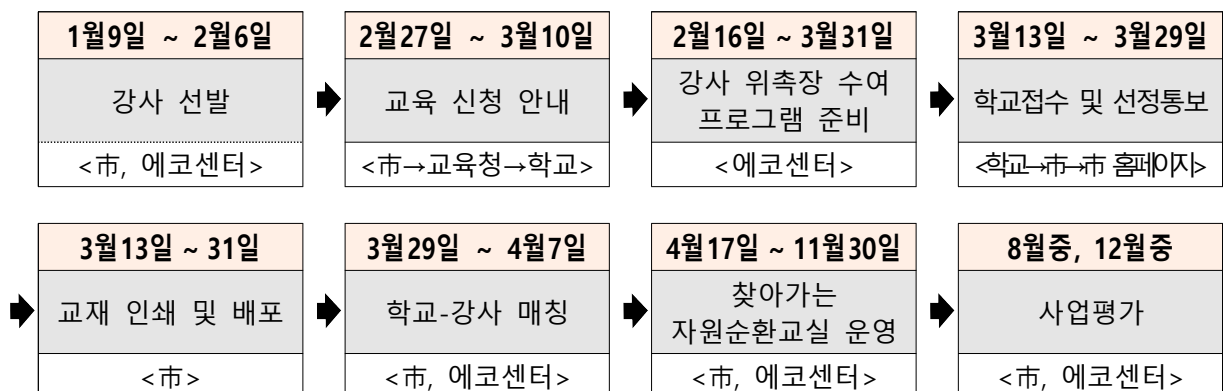 1월9일 ~ 2월6일
강사 선발
<市, 에코센터>
2월27일 ~ 3월10일
교육 신청 안내
<市→교육청→학교>
2월16일 ~ 3월31일
강사 위촉장 수여
프로그램 준비
<에코센터>
3월13일 ~ 3월29일
학교접수 및 선정통보
<학교→市→市 홈페이지>
3월13일 ~ 31일
교재 인쇄 및 배포
<市>
3월29일 ~ 4월7일
학교-강사 매칭
<市, 에코센터>
4월17일 ~ 11월30일
찾아가는
자원순환교실 운영
<市, 에코센터>
8월중, 12월중
사업평가
<市, 에코센터>